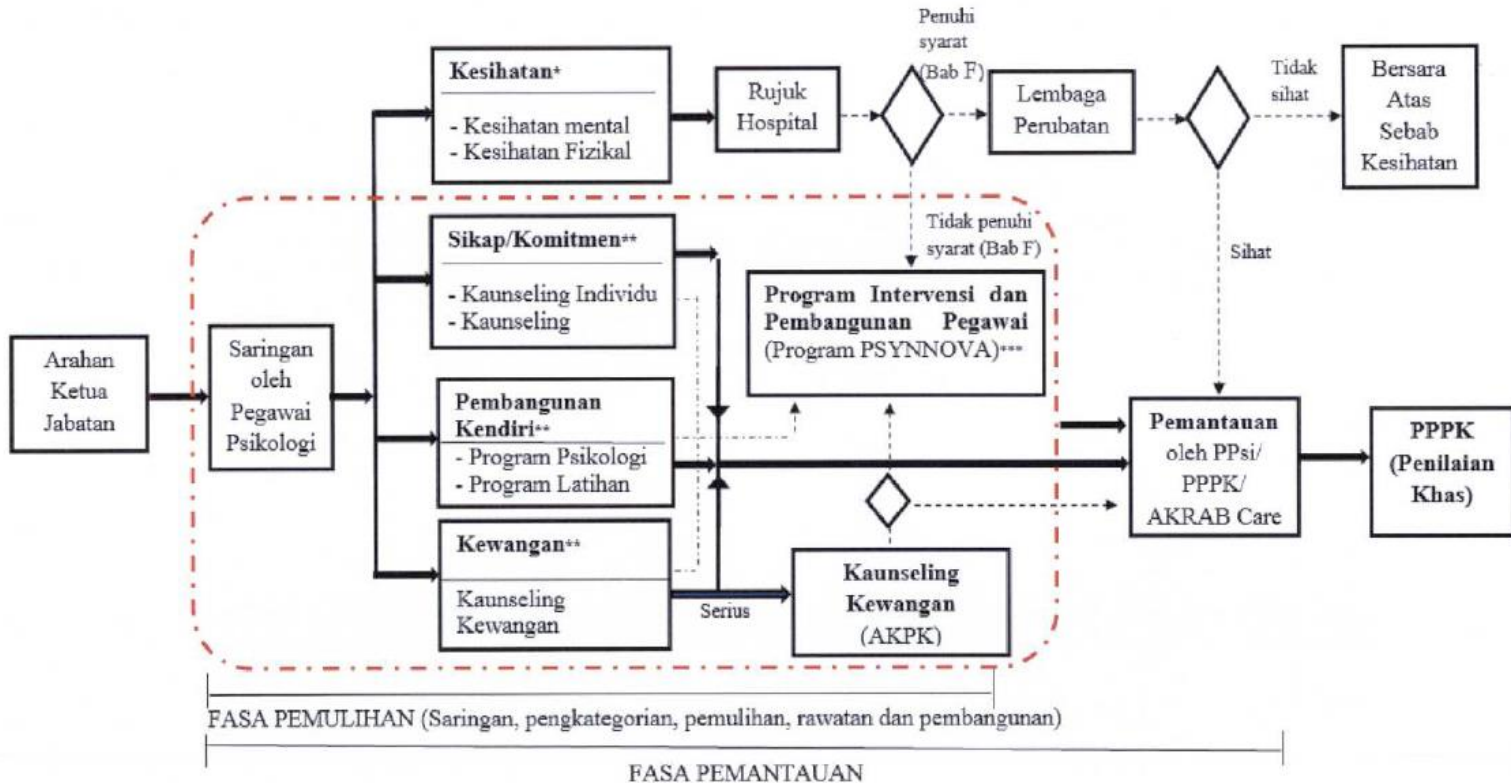 Arahan
Ketua
Jabatan
Saringan
oleh
Pegawai
Psikologi
Kesihatan*
- Kesihatan mental
- Kesihatan Fizikal
Rujuk
Hospital
Penuhi
syarat
(Bab F)
Lembaga
Perubatan
Tidak
sihat
Bersara
Atas
Sebab
Kesihatan
Tidak penuhi
syarat (Bab F)
Sihat
Sikap/Komitmen**
- Kaunseling Individu
- Kaunseling
Program Intervensi dan
Pembangunan Pegawai
(Program PSYNNOVA)***
Pembangunan
Kendiri**
- Program Psikologi
- Program Latihan
Kewangan**
Kaunseling
Kewangan
Serius
Kaunseling
Kewangan
(AKPK)
Pemantauan
oleh PPsi/
PPPK/
AKRAB Care
PPPK
(Penilaian
Khas)
FASA PEMULIHAN (Saringan, pengkategorian, pemulihan, rawatan dan pembangunan)
FASA PEMANTAUAN